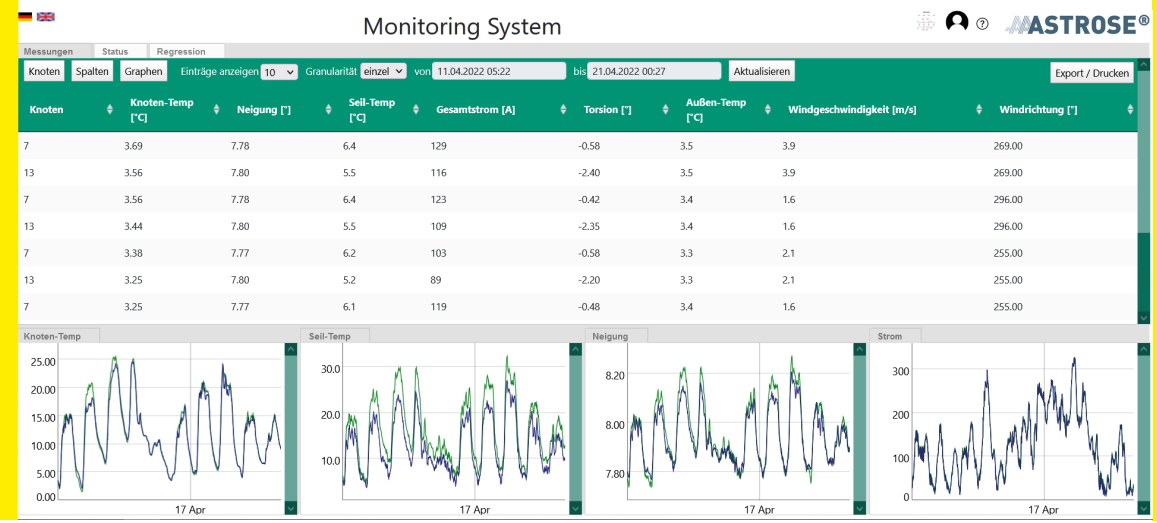 Monitoring System
?
ASTROSE®
Messungen Status Regression
Knoten Spalten Graphen Einträge anzeigen 10 Granularität einzel von 11.04.2022 05:22 bis 21.04.2022 00:27 Aktualisieren Export / Drucken
Knoten Knoten-Temp [°C] Neigung [°] Seil-Temp [°C] Gesamtstrom [A] Torsion [°] Außen-Temp [°C] Windgeschwindigkeit [m/s] Windrichtung [°]
7 3.69 7.78 6.4 129 -0.58 3.5 3.9 269.00
13 3.56 7.80 5.5 116 -2.40 3.5 3.9 269.00
7 3.56 7.78 6.4 123 -0.42 3.4 1.6 296.00
13 3.44 7.80 5.5 109 -2.35 3.4 1.6 296.00
7 3.38 7.77 6.2 103 -0.58 3.3 2.1 255.00
13 3.25 7.80 5.2 89 -2.20 3.3 2.1 255.00
7 3.25 7.77 6.1 119 -0.48 3.4 1.6 255.00
Knoten-Temp
25.00
20.00
15.00
10.00
5.00
0.00
17 Apr
Seil-Temp
30.0
20.0
10.0
17 Apr
Neigung
8.20
8.00
7.80
17 Apr
Strom
300
200
100
0
17 Apr